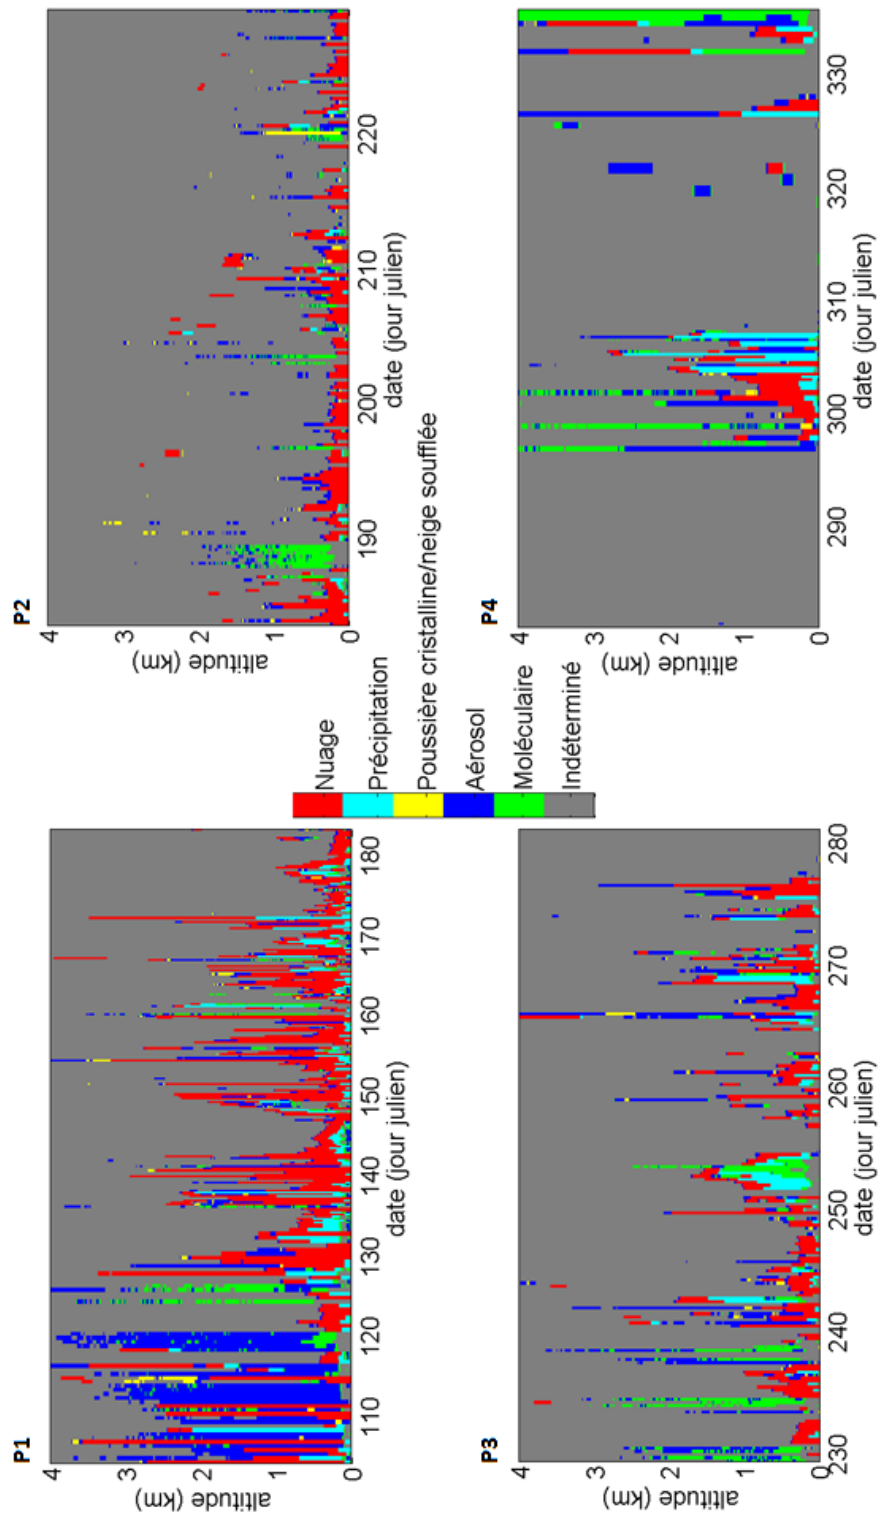 P1
4
3
2
1
0
altitude (km)
110 120 130 140 150 160 170 180
date (jour julien)
P2
4
3
2
1
0
altitude (km)
190 200 210 220
date (jour julien)
Nuage
Précipitation
Poussière cristalline/neige soufflée
Aérosol
Moléculaire
Indéterminé
P3
4
3
2
1
0
altitude (km)
230 240 250 260 270 280
date (jour julien)
P4
4
3
2
1
0
altitude (km)
290 300 310 320 330
date (jour julien)